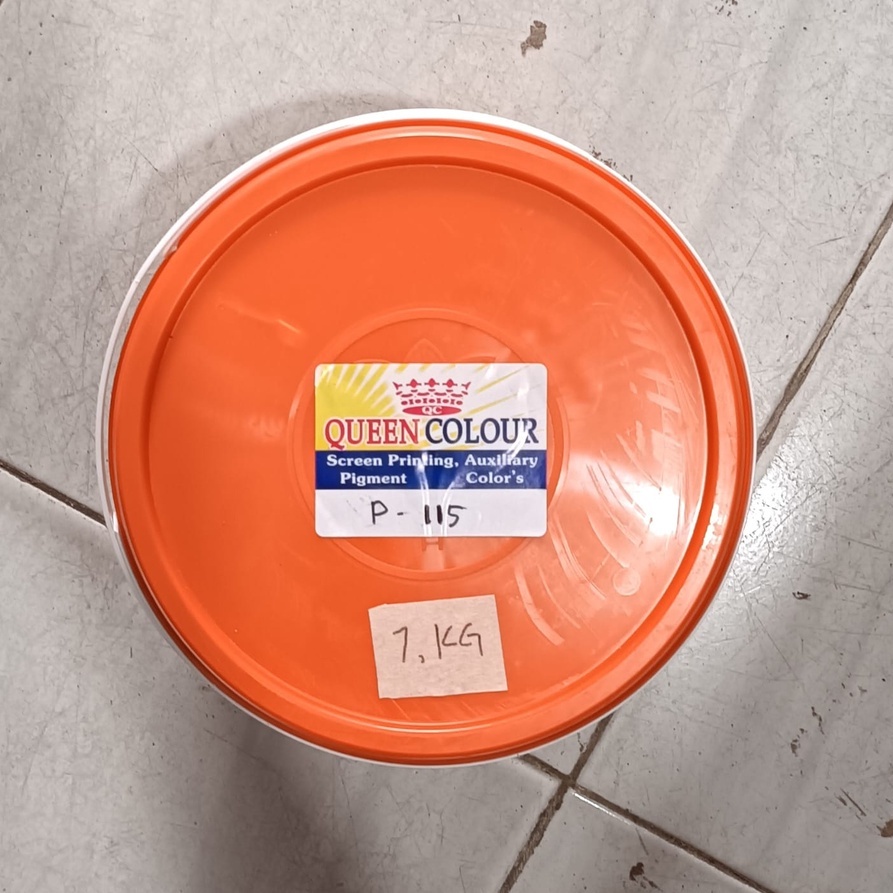 QC
QUEEN COLOUR
Screen Printing, Auxiliary
Pigment Color's
P - 115
1. KG